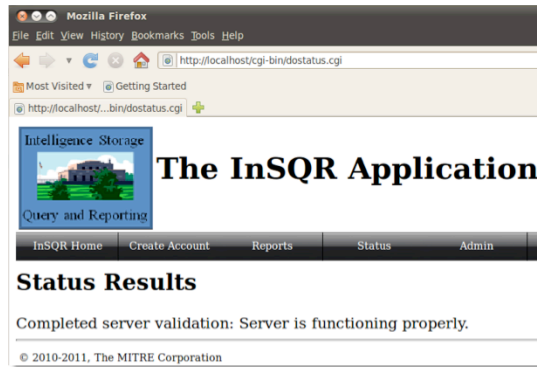 Mozilla Firefox
File Edit View History Bookmarks Tools Help
http://localhost/cgi-bin/dostatus.cgi
Most Visited Getting Started
http://localhost/...bin/dostatus.cgi
Intelligence Storage
Query and Reporting
The InSQR Application
InSQR Home Create Account Reports Status Admin
Status Results
Completed server validation: Server is functioning properly.
© 2010-2011, The MITRE Corporation